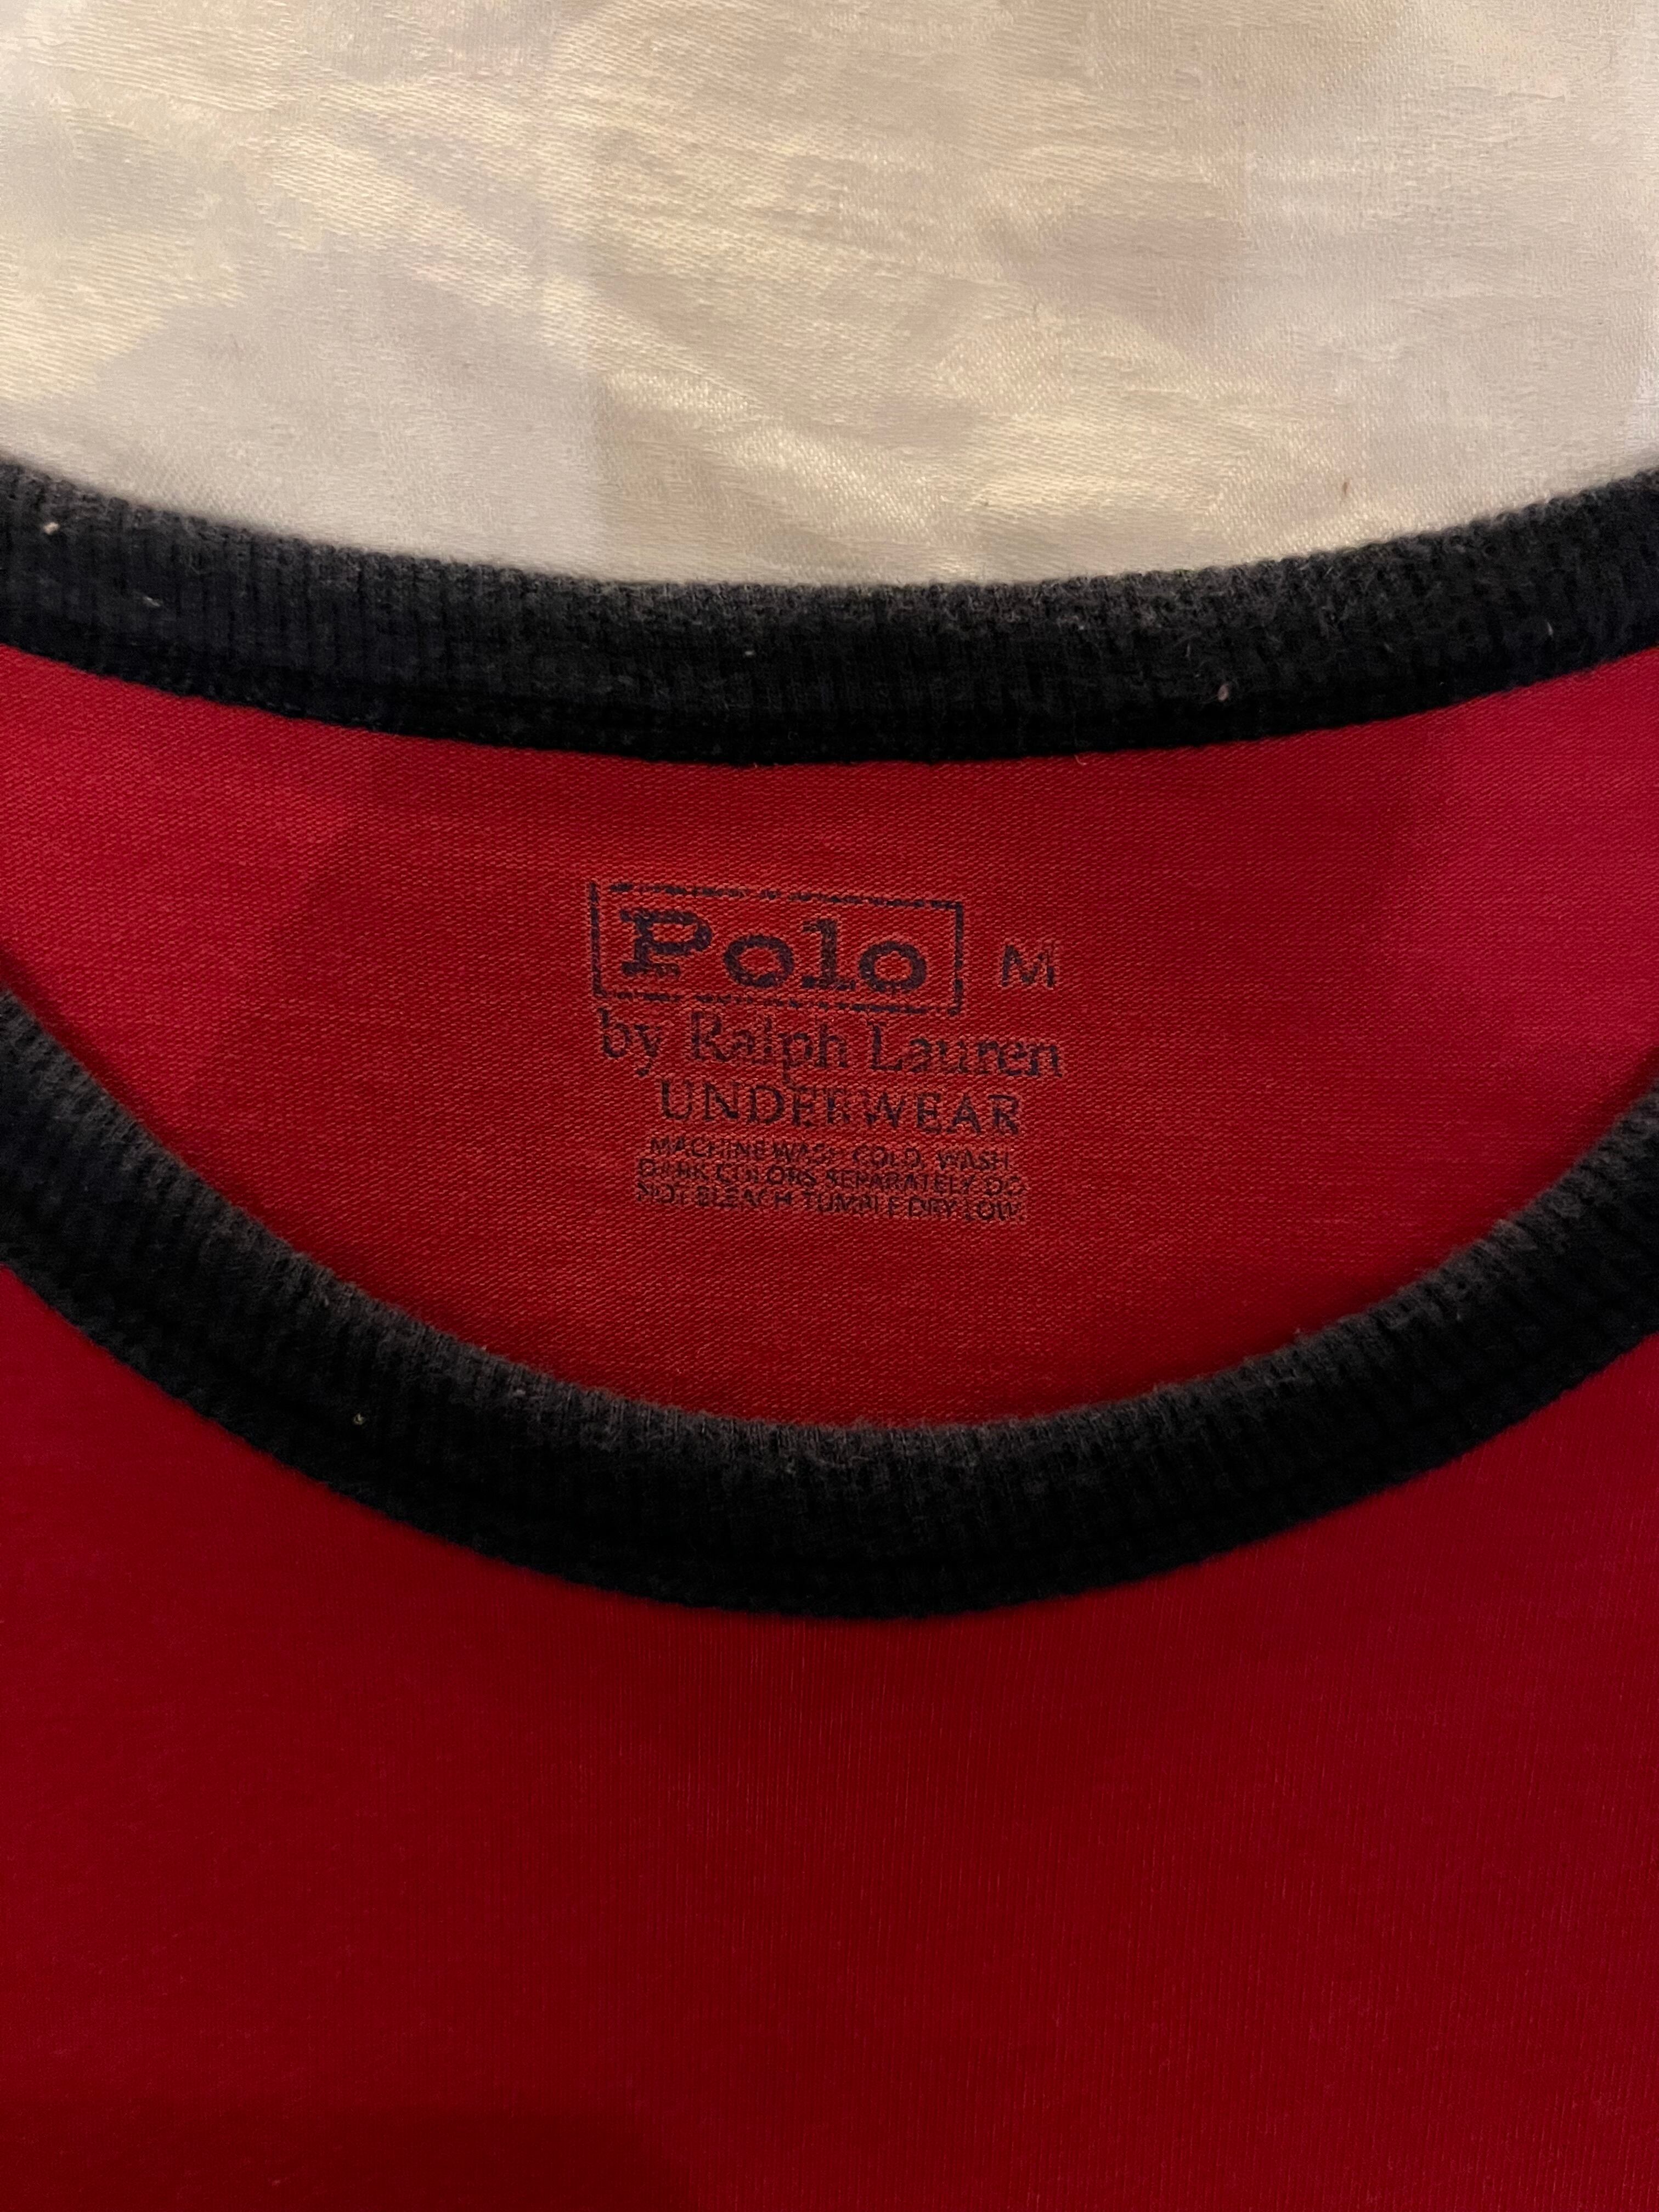 Polo M
by Ralph Lauren
UNDERWEAR
MACHINE WASH COLD, WASH
DARK COLORS SEPARATELY DO
NOT BLEACH TUMBLE DRY LOW.